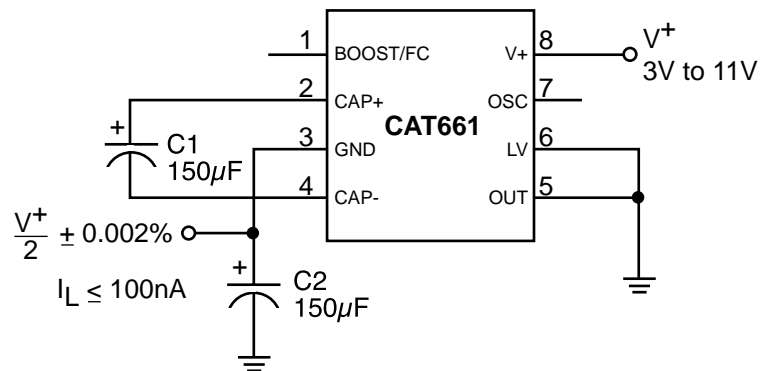 1 BOOST/FC V+ 8 V+
3V to 11V
2 CAP+ OSC 7
CAT661
+ C1 3 GND LV 6
150µF
4 CAP- OUT 5
V+/2 ± 0.002%
+ C2
IL ≤ 100nA 150µF